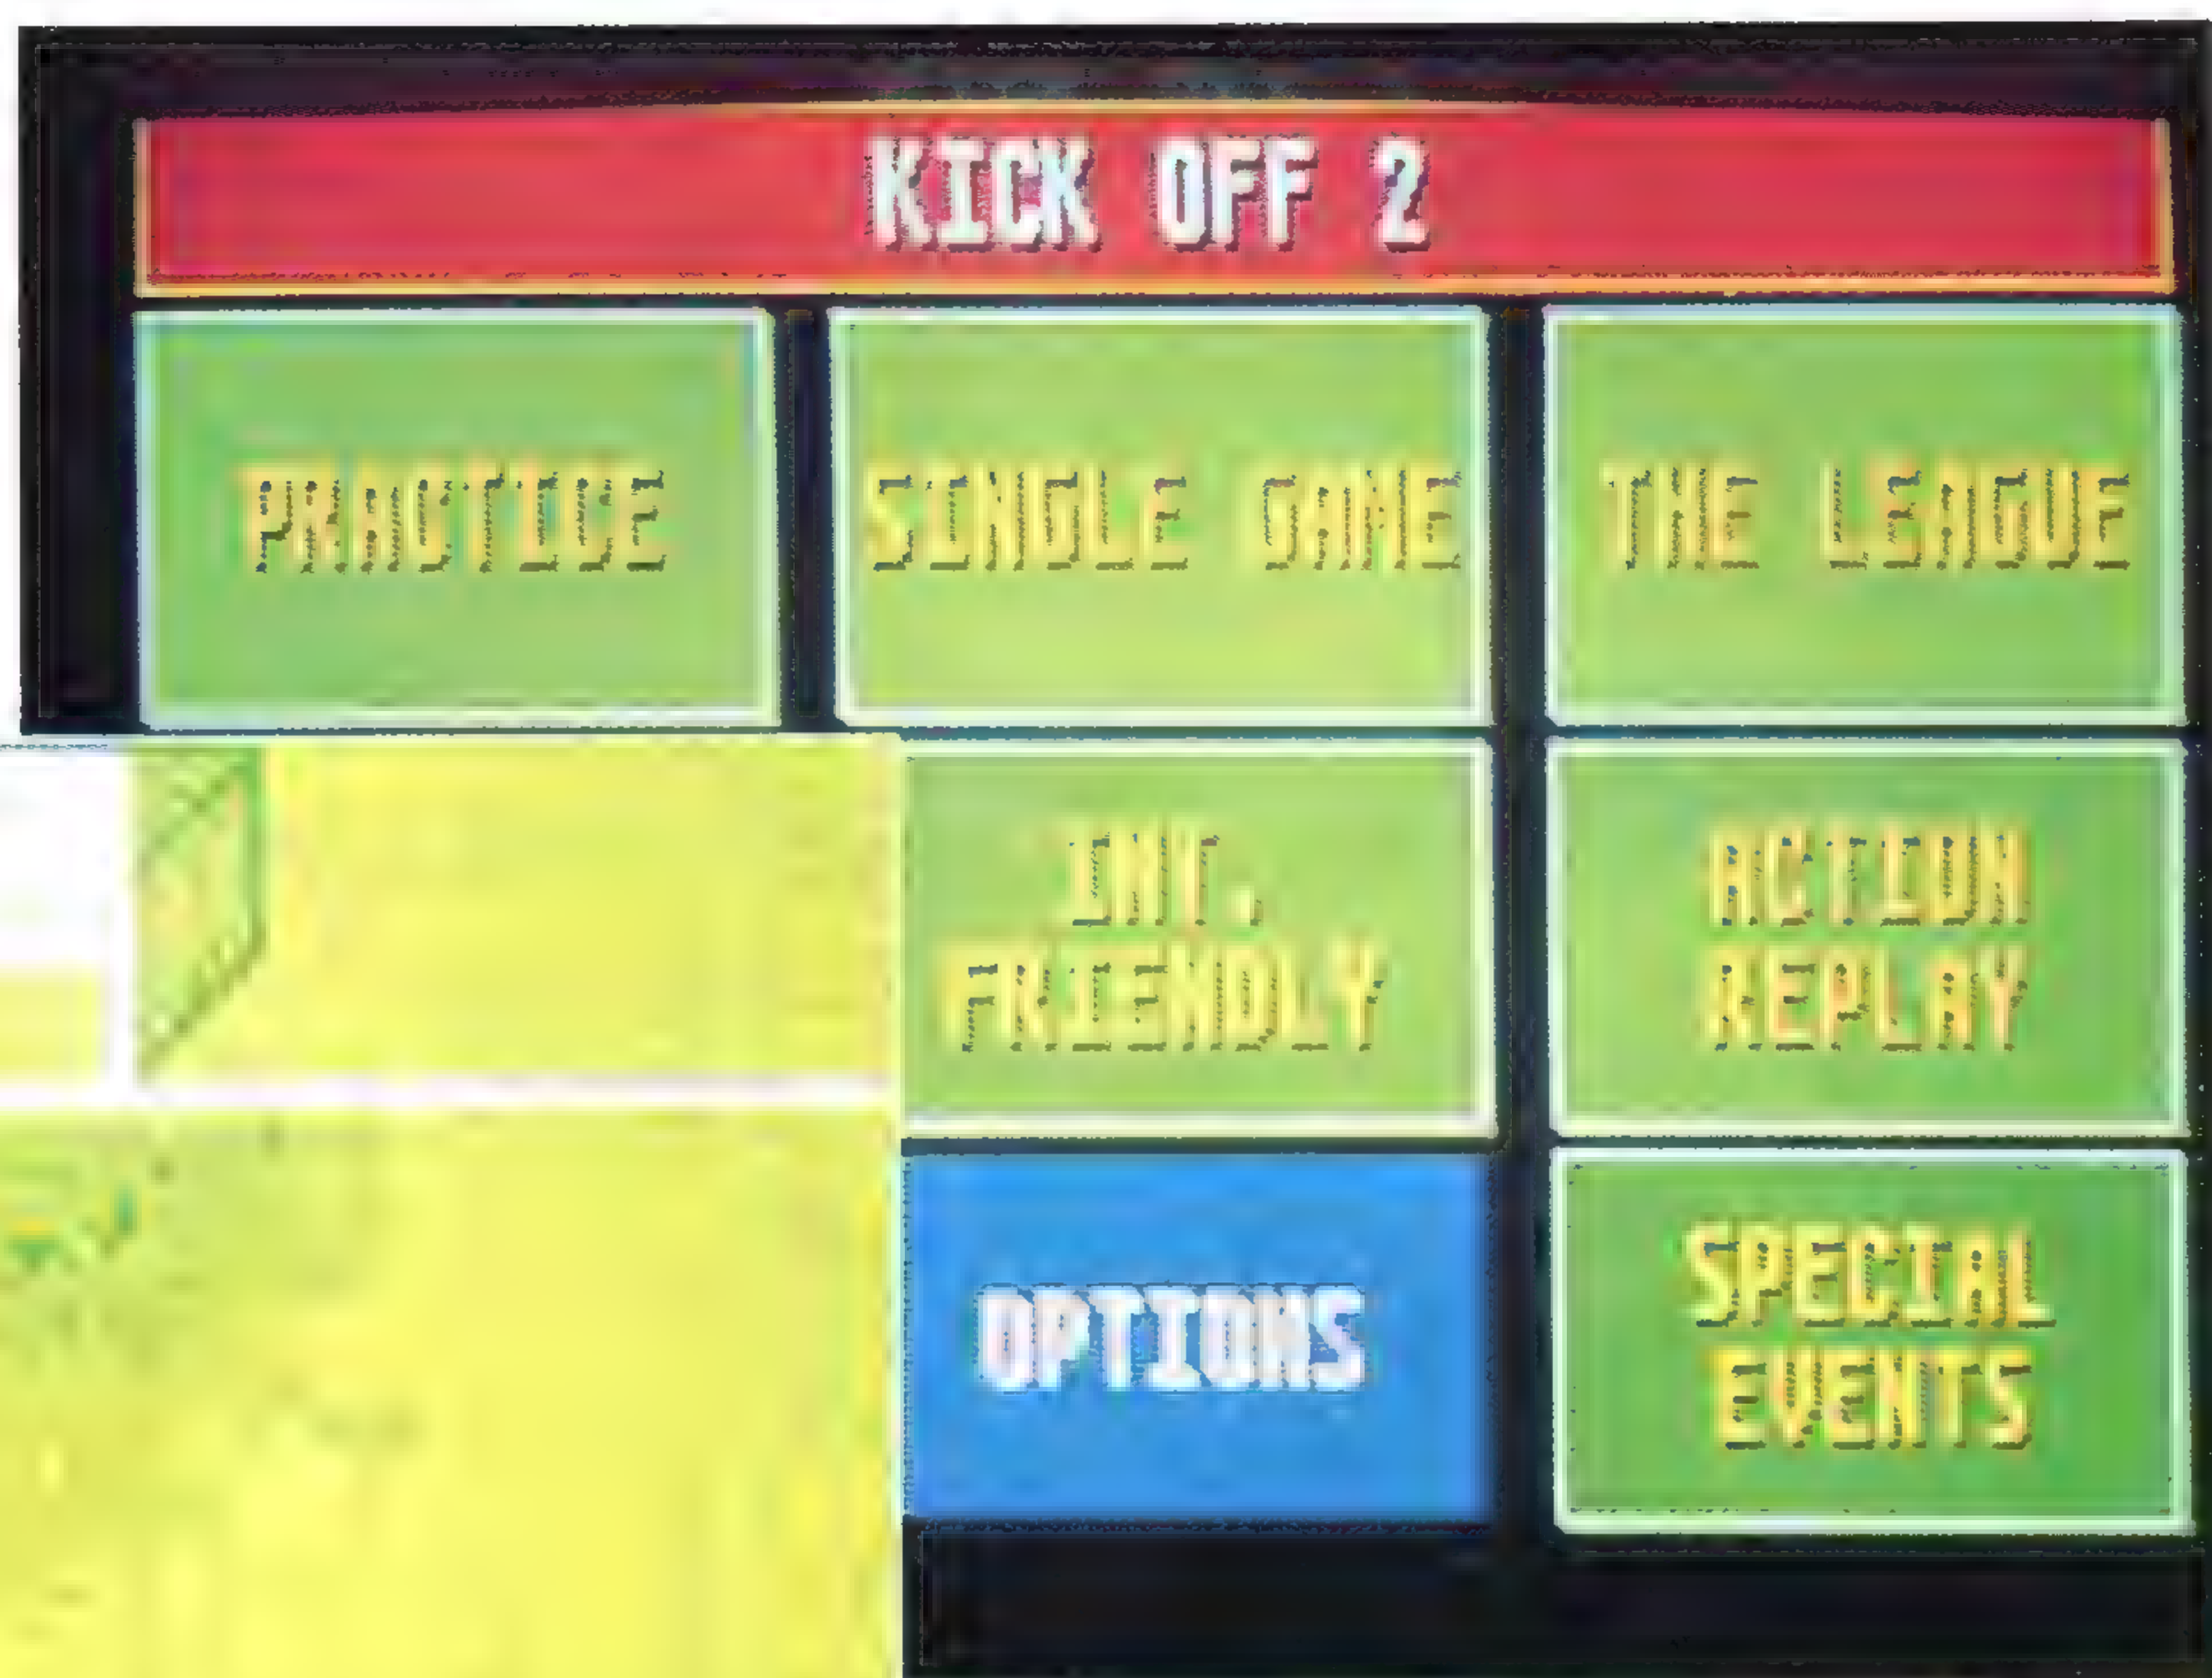 KICK OFF 2
PRACTICE
SINGLE GAME
THE LEAGUE
INT.
FRIENDLY
ACTION
REPLAY
OPTIONS
SPECIAL
EVENTS